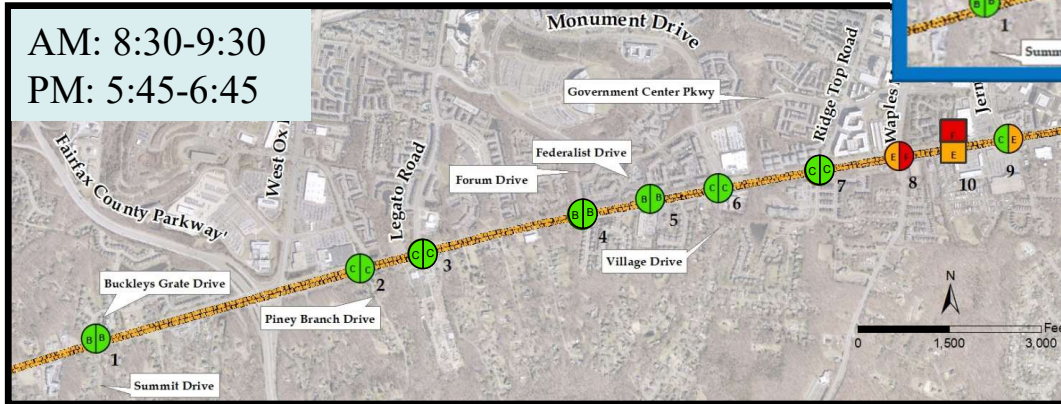 AM: 8:30-9:30
PM: 5:45-6:45
Monument Drive
B B
1
Summ
Government Center Pkwy
Ridge Top Road
Waples
Jern
Fairfax County Parkway'
West Ox
Legato Road
Federalist Drive
Forum Drive
F
E
10
C E
9
E F
8
C C
7
C C
6
B B
5
B B
4
C C
3
C C
2
Village Drive
Buckleys Grate Drive
Piney Branch Drive
B B
1
Summit Drive
N
Fee
0 1,500 3,000